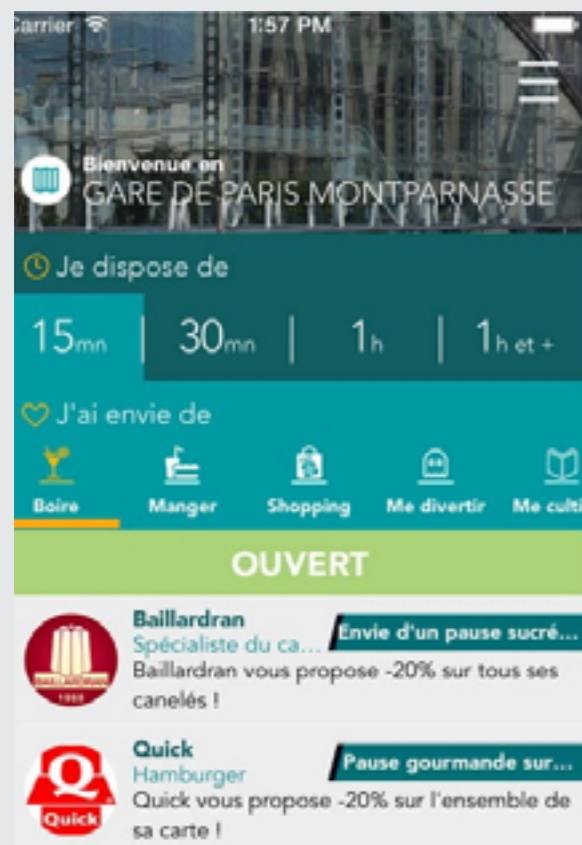 Carrier 1:57 PM
Bienvenue en
GARE DE PARIS MONTPARNASSE
Je dispose de
15mn | 30mn | 1h | 1h et +
J'ai envie de
Boire Manger Shopping Me divertir Me culti
OUVERT
Baillardran
Spécialiste du ca... Envie d'un pause sucré...
Baillardran vous propose -20% sur tous ses
canelés !
BAILLARDRAN
Quick
Hamburger Pause gourmande sur...
Quick vous propose -20% sur l'ensemble de
sa carte !
Q
Quick